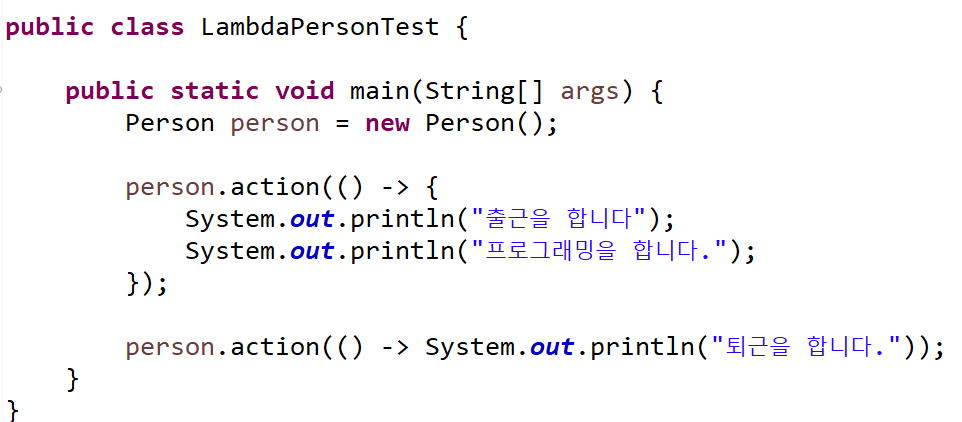 public class LambdaPersonTest {
public static void main(String[] args) {
Person person = new Person();
person.action(() -> {
System.out.println("출근을 합니다");
System.out.println("프로그래밍을 합니다.");
});
person.action(() -> System.out.println("퇴근을 합니다."));
}
}